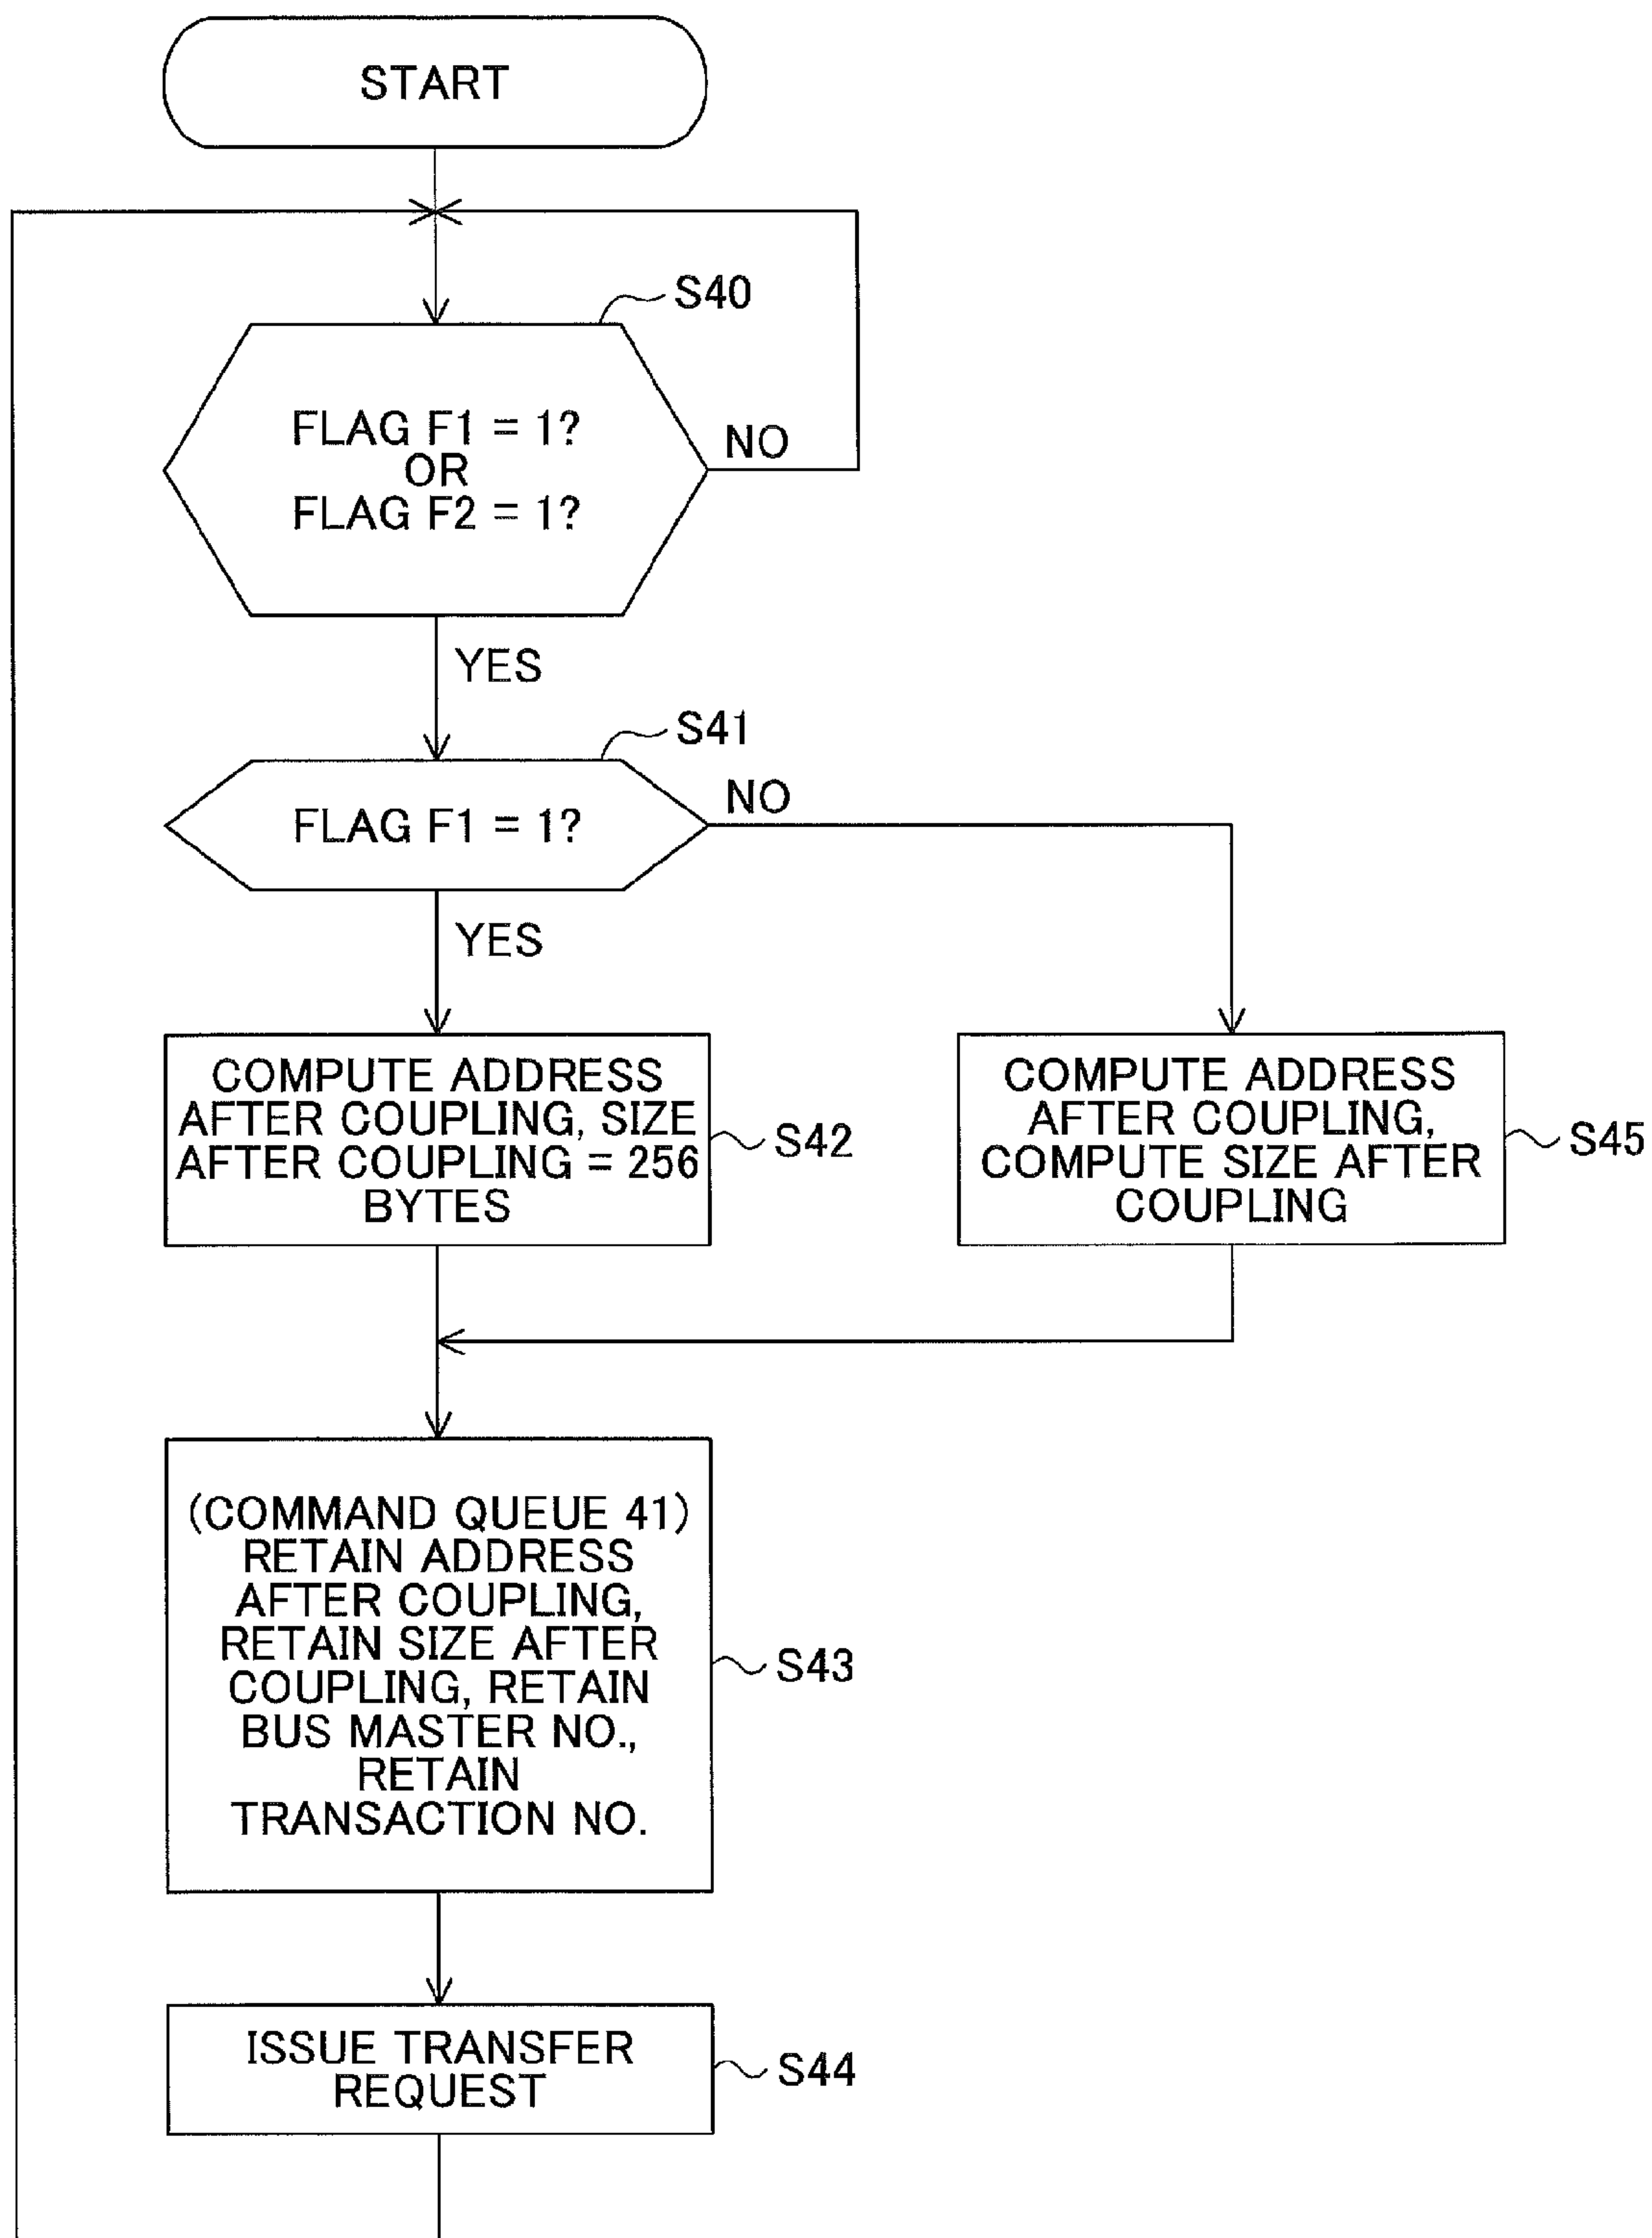 START
S40
FLAG F1 = 1?
OR
FLAG F2 = 1?
NO
YES
S41
FLAG F1 = 1?
NO
YES
COMPUTE ADDRESS
AFTER COUPLING, SIZE
AFTER COUPLING = 256
BYTES
S42
COMPUTE ADDRESS
AFTER COUPLING,
COMPUTE SIZE AFTER
COUPLING
S45
(COMMAND QUEUE 41)
RETAIN ADDRESS
AFTER COUPLING,
RETAIN SIZE AFTER
COUPLING, RETAIN
BUS MASTER NO.,
RETAIN
TRANSACTION NO.
S43
ISSUE TRANSFER
REQUEST
S44